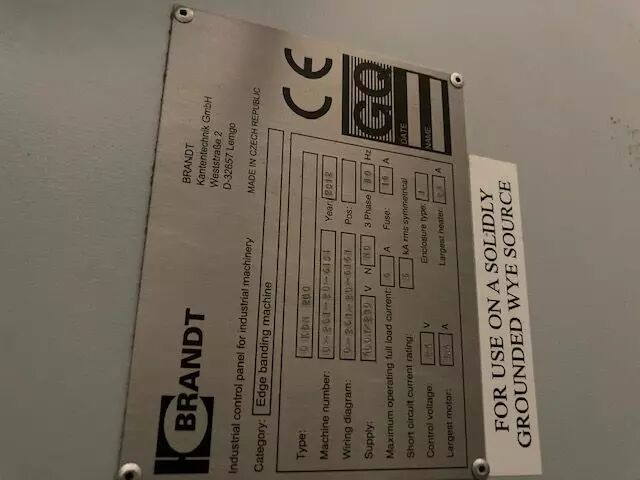 BRANDT
BRANDT
Kantentechnik GmbH
Weststraße 2
D-32657 Lemgo
CE
GQ
DATE
NAME
Industrial control panel for industrial machinery
MADE IN CZECH REPUBLIC
Category: Edge banding machine
Type:
Year: 2012
Machine number:
Pos:
Wiring diagram:
Supply: V N 3 Phase Hz
Maximum operating full load current: A Fuse: A
Short circuit current rating: 5 kA rms symmetrical
Control voltage: V Enclosure type: 1
Largest motor: A Largest heater: A
FOR USE ON A SOLIDLY
GROUNDED WYE SOURCE